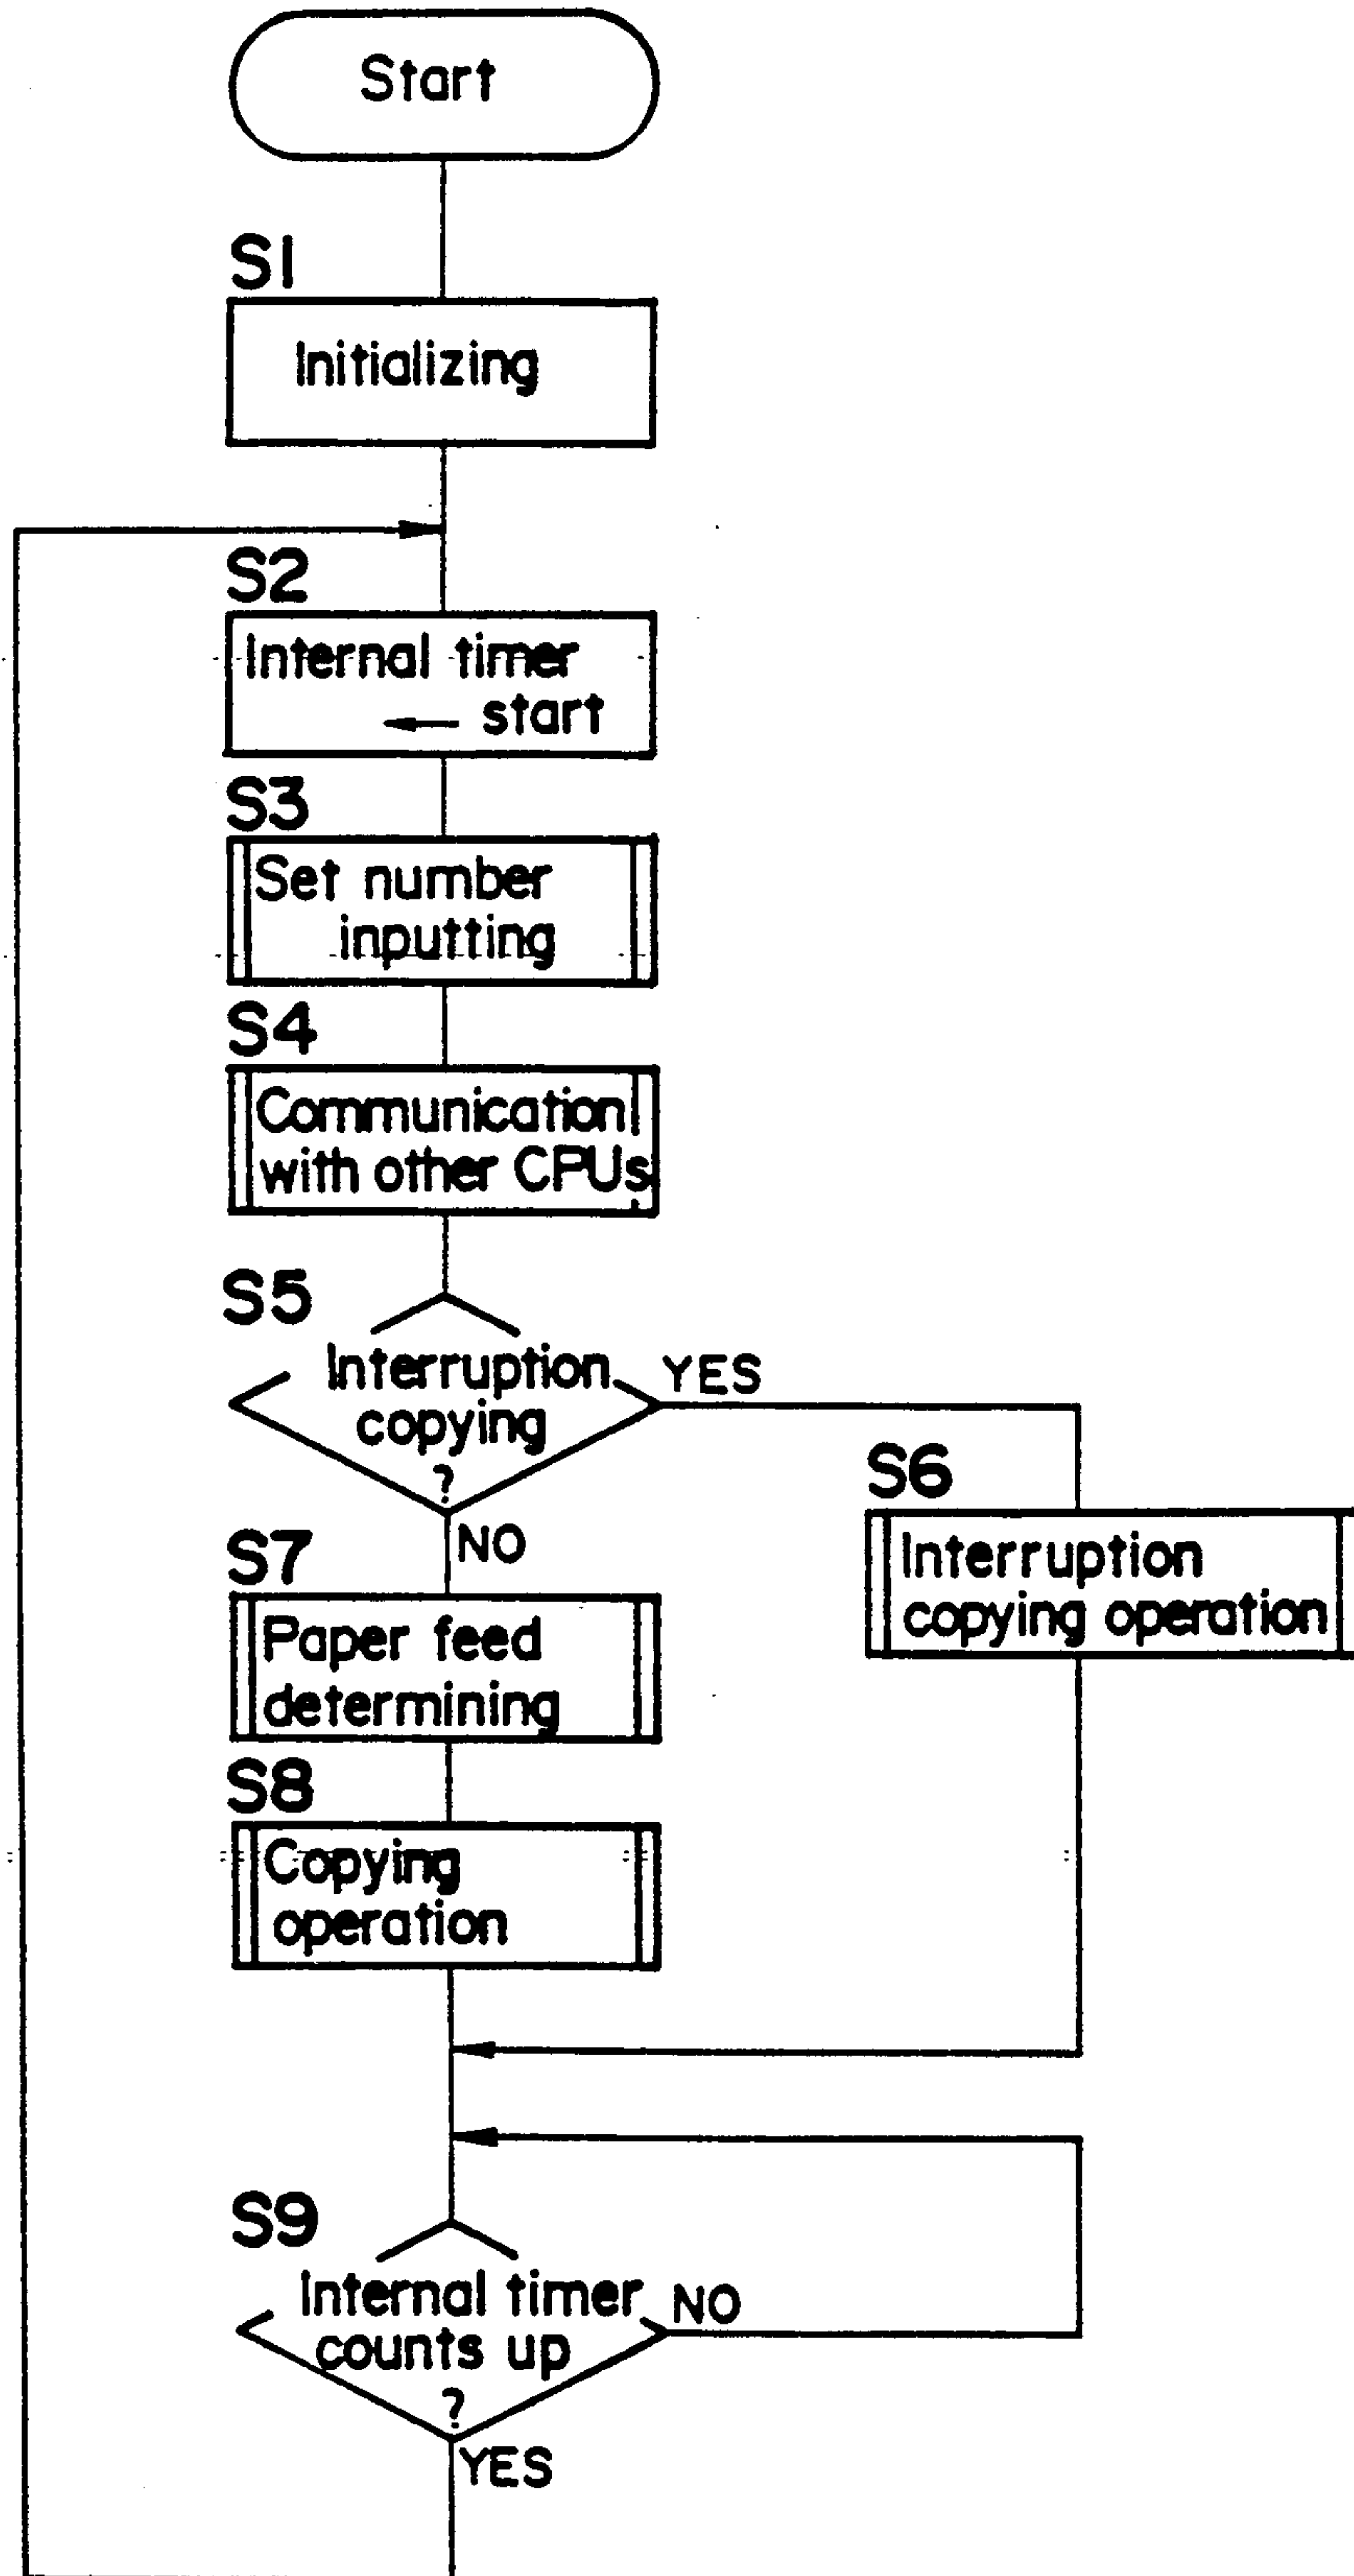 Start
S1
Initializing
S2
Internal timer
← start
S3
Set number
inputting
S4
Communication
with other CPUs
S5
Interruption
copying
?
YES
NO
S6
Interruption
copying operation
S7
Paper feed
determining
S8
Copying
operation
S9
Internal timer
counts up
?
NO
YES